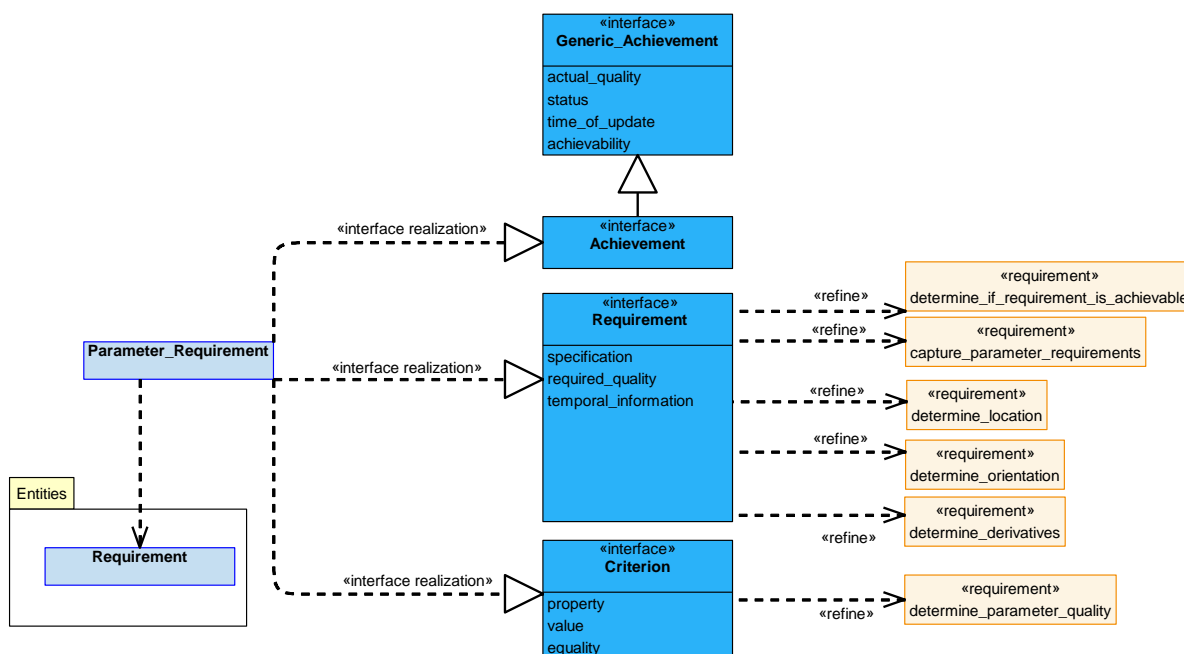 «interface»
Generic_Achievement
actual_quality
status
time_of_update
achievability
«interface realization»
«interface»
Achievement
«interface»
Requirement
specification
required_quality
temporal_information
«refine»
«requirement»
determine_if_requirement_is_achievable
«refine»
«requirement»
capture_parameter_requirements
Parameter_Requirement
«interface realization»
«refine»
«requirement»
determine_location
«refine»
«requirement»
determine_orientation
«refine»
«requirement»
determine_derivatives
Entities
Requirement
«interface realization»
«interface»
Criterion
property
value
equality
«refine»
«requirement»
determine_parameter_quality